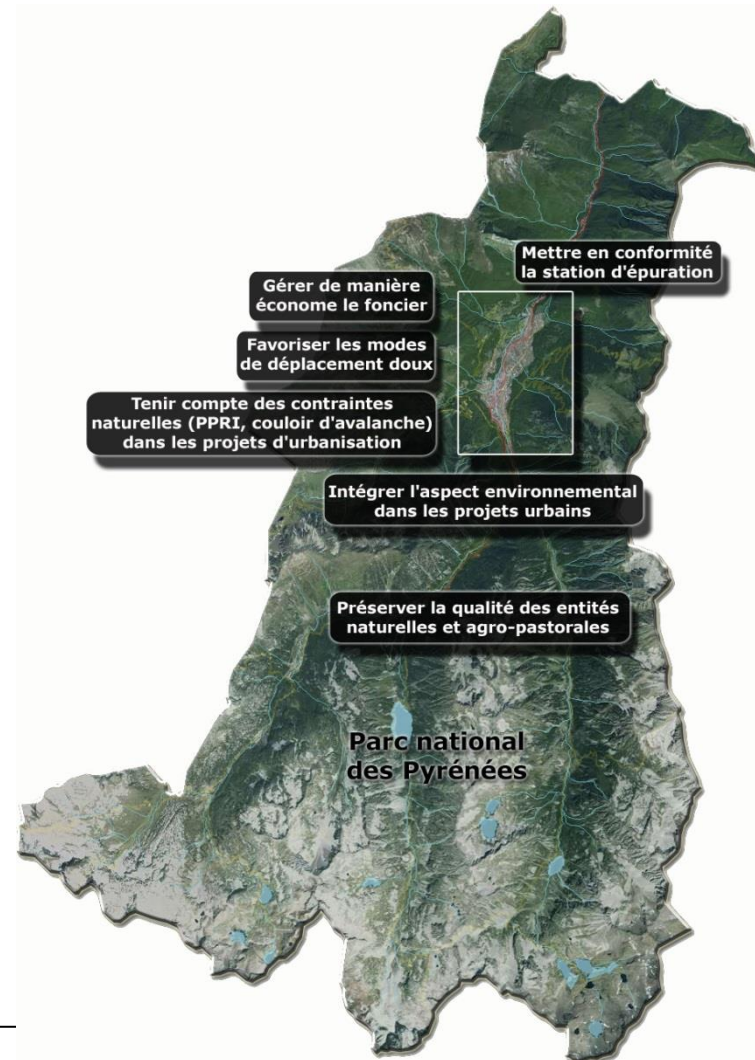 Mettre en conformité
la station d'épuration
Gérer de manière
économe le foncier
Favoriser les modes
de déplacement doux
Tenir compte des contraintes
naturelles (PPRI, couloir d'avalanche)
dans les projets d'urbanisation
Intégrer l'aspect environnemental
dans les projets urbains
Préserver la qualité des entités
naturelles et agro-pastorales
Parc national
des Pyrénées